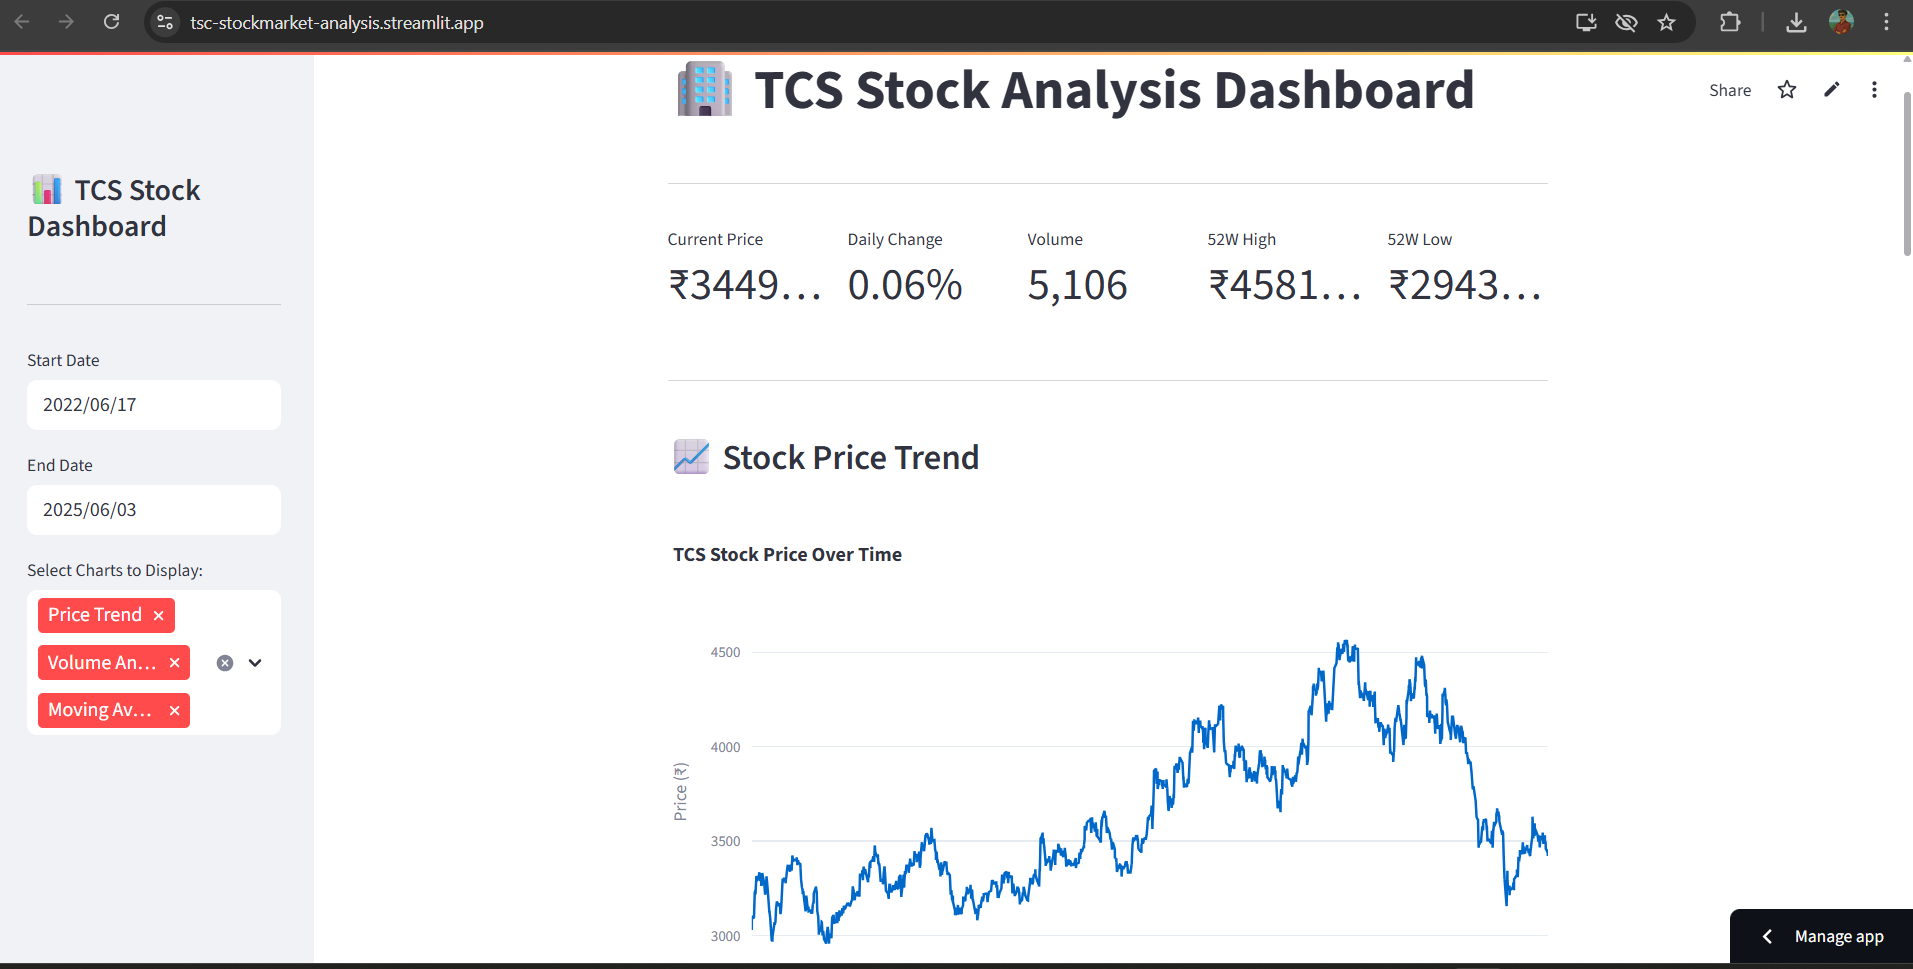 tsc-stockmarket-analysis.streamlit.app
TCS Stock Analysis Dashboard
Share
TCS Stock
Dashboard
Current Price
Daily Change
Volume
52W High
52W Low
₹3449...
0.06%
5,106
₹4581...
₹2943...
Start Date
2022/06/17
End Date
2025/06/03
Select Charts to Display:
Price Trend
Volume An...
Moving Av...
Stock Price Trend
TCS Stock Price Over Time
4500
4000
3500
3000
Price (₹)
Manage app